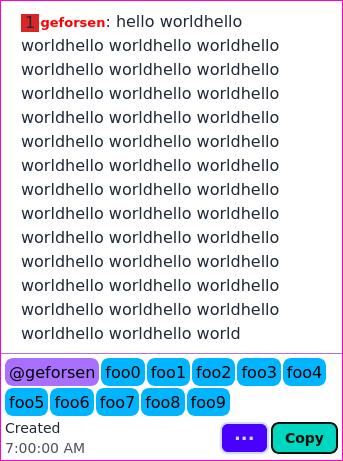 1 geforsen: hello worldhello
worldhello worldhello worldhello
worldhello worldhello worldhello
worldhello worldhello worldhello
worldhello worldhello worldhello
worldhello worldhello worldhello
worldhello worldhello worldhello
worldhello worldhello worldhello
worldhello worldhello worldhello
worldhello worldhello worldhello
worldhello worldhello worldhello
worldhello worldhello worldhello
worldhello worldhello worldhello
worldhello worldhello world
@geforsen foo0 foo1 foo2 foo3 foo4
foo5 foo6 foo7 foo8 foo9
Created
7:00:00 AM
... Copy